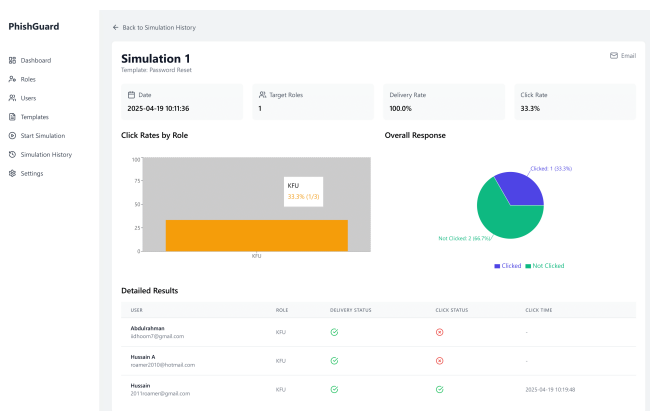 PhishGuard
Dashboard
Roles
Users
Templates
Start Simulation
Simulation History
Settings
Back to Simulation History
Simulation 1
Template: Password Reset
Email
Date
2025-04-19 10:11:36
Target Roles
1
Delivery Rate
100.0%
Click Rate
33.3%
Click Rates by Role
100
75
50
25
0
KFU
KFU
33.3% (1/3)
Overall Response
Clicked: 1 (33.3%)
Not Clicked: 2 (66.7%)
Clicked
Not Clicked
Detailed Results
USER ROLE DELIVERY STATUS CLICK STATUS CLICK TIME
Abdulrahman
KFU -
Hussain A
roamer2010@hotmail.com
KFU -
Hussain
2011roamer@gmail.com
KFU 2025-04-19 10:19:48